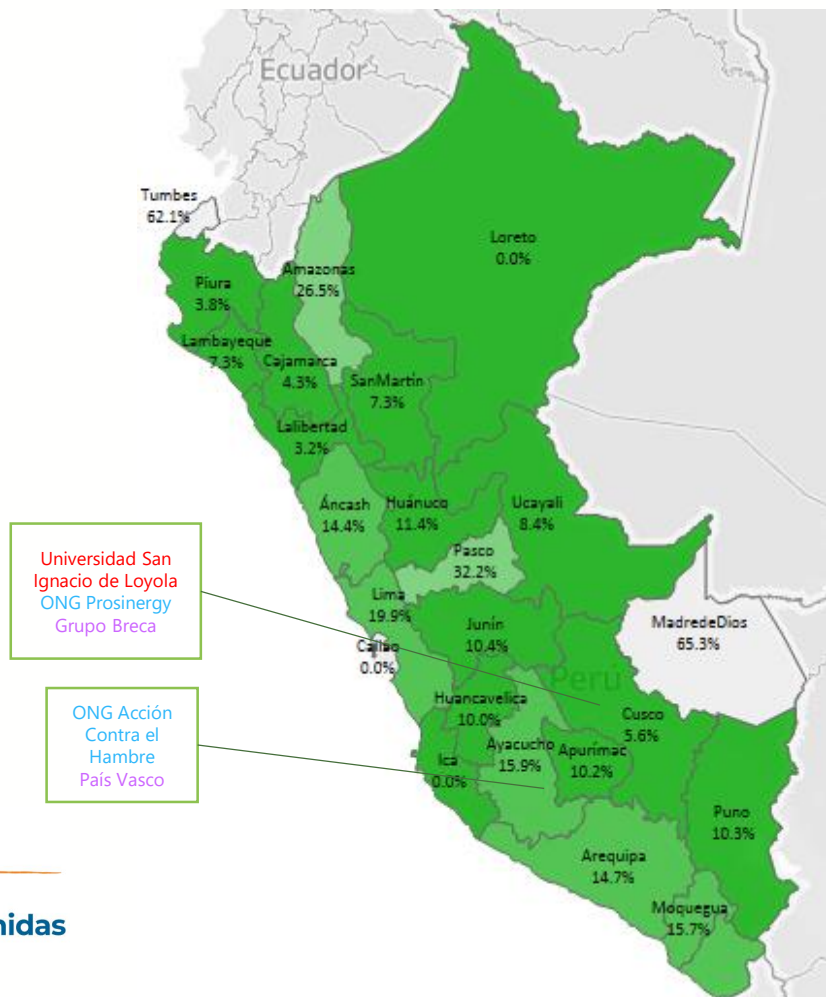 Ecuador
Tumbes
62.1%
Loreto
0.0%
Amazonas
26.5%
Piura
3.8%
Lambayeque
7.3%
Cajamarca
4.3%
SanMartín
7.3%
Lalibertad
3.2%
Áncash
14.4%
Huánuco
11.4%
Ucayali
8.4%
Pasco
32.2%
Universidad San
Ignacio de Loyola
ONG Prosinergy
Grupo Breca
Lima
19.9%
Junín
10.4%
MadredeDios
65.3%
Callao
0.0%
Perú
Huancavelica
10.0%
Cusco
5.6%
ONG Acción
Contra el
Hambre
País Vasco
Ayacucho
15.9%
Apurímac
10.2%
Ica
0.0%
Puno
10.3%
Arequipa
14.7%
Moquegua
15.7%
nidas